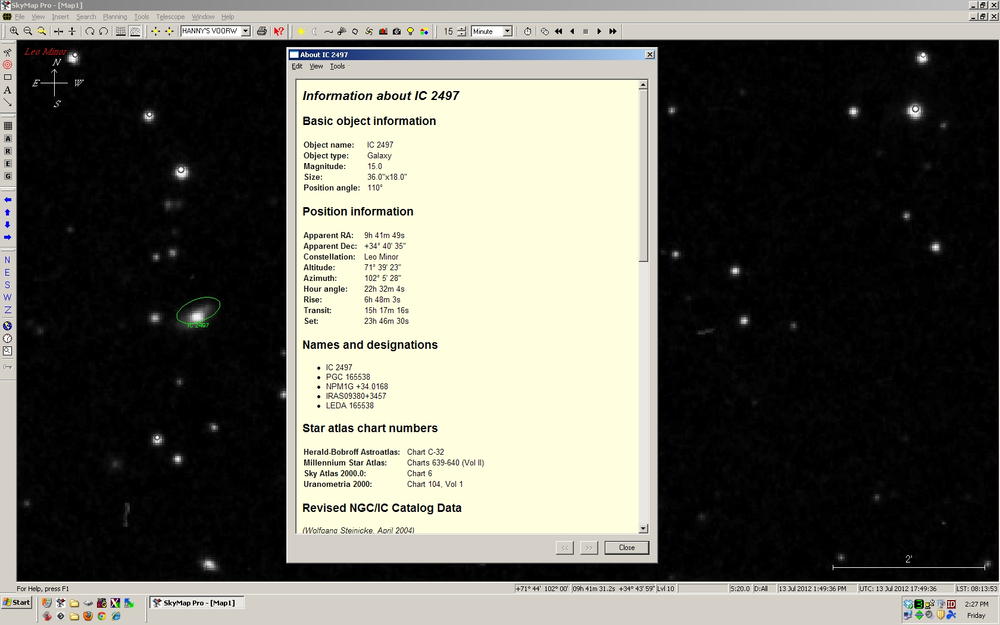 SkyMap Pro - [Map1]
File View Insert Search Planning Tools Telescope Window Help
HANNY'S VOORW 15 Minute
Leo Minor
N
E W
S
A
A
R
E
G
N
E
S
W
Z
IC 2497
About IC 2497
Edit View Tools
Information about IC 2497
Basic object information
Object name: IC 2497
Object type: Galaxy
Magnitude: 15.0
Size: 36.0"x18.0"
Position angle: 110°
Position information
Apparent RA: 9h 41m 49s
Apparent Dec: +34° 40' 35"
Constellation: Leo Minor
Altitude: 71° 39' 23"
Azimuth: 102° 5' 28"
Hour angle: 22h 32m 4s
Rise: 6h 48m 3s
Transit: 15h 17m 16s
Set: 23h 46m 30s
Names and designations
• IC 2497
• PGC 165538
• NPM1G +34.0168
• IRAS09380+3457
• LEDA 165538
Star atlas chart numbers
Herald-Bobroff Astroatlas: Chart C-32
Millennium Star Atlas: Charts 639-640 (Vol II)
Sky Atlas 2000.0: Chart 6
Uranometria 2000: Chart 104, Vol 1
Revised NGC/IC Catalog Data
(Wolfgang Steinicke, April 2004)
<< >> Close
2'
For Help, press F1 +71° 44' 102° 00' 09h 41m 31.2s +34° 43' 59" Lvl 10 S:20.0 D:All 13 Jul 2012 1:49:36 PM UTC: 13 Jul 2012 17:49:36 LST: 08:13:53
Start SkyMap Pro - [Map1] ID 2:27 PM
Friday